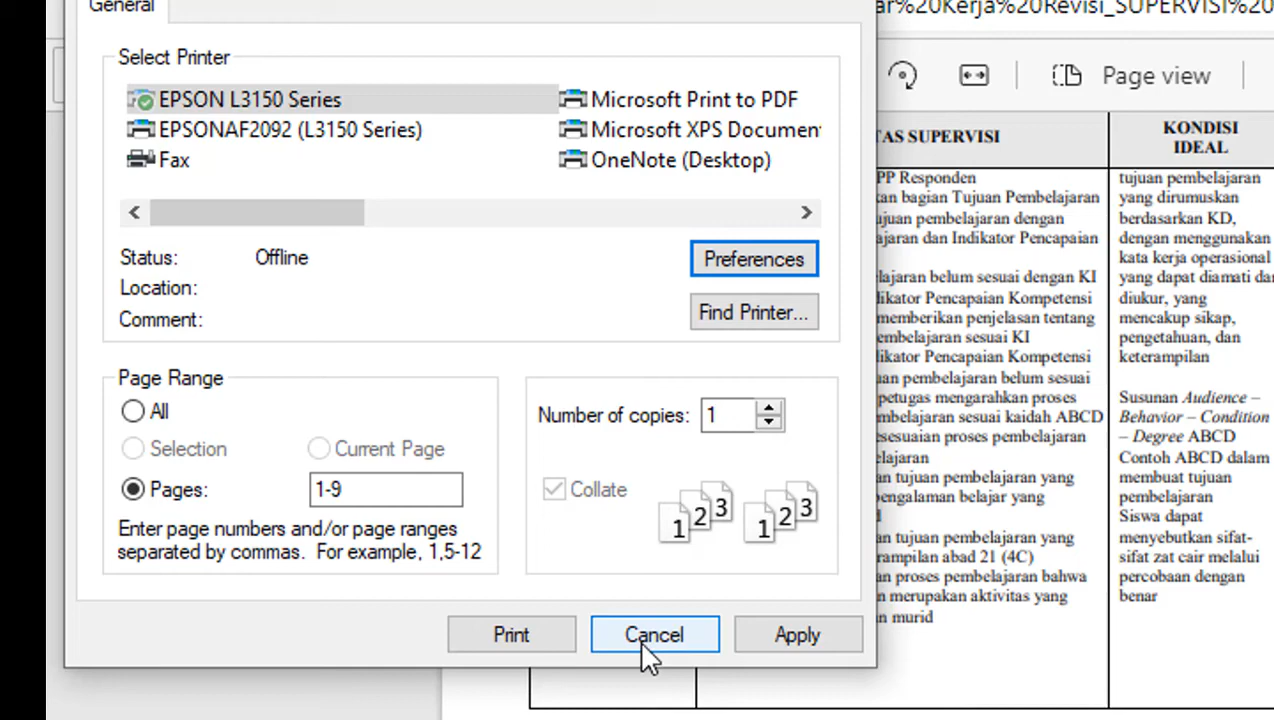 General
ar%20Kerja%20Revisi_SUPERVISI%20
Select Printer
EPSON L3150 Series
Microsoft Print to PDF
EPSONAF2092 (L3150 Series)
Microsoft XPS Documen
Fax
OneNote (Desktop)
Status: Offline
Preferences
Location:
Comment:
Find Printer...
Page Range
All
Selection
Current Page
Pages: 1-9
Enter page numbers and/or page ranges
separated by commas. For example, 1,5-12
Number of copies: 1
Collate
1 2 3 1 2 3
Print
Cancel
Apply
Page view
TAS SUPERVISI
PP Responden
kan bagian Tujuan Pembelajaran
ujuan pembelajaran dengan
ajaran dan Indikator Pencapaian
elajaran belum sesuai dengan KI
likator Pencapaian Kompetensi
memberikan penjelasan tentang
embelajaran sesuai KI
likator Pencapaian Kompetensi
uan pembelajaran belum sesuai
petugas mengarahkan proses
mbelajaran sesuai kaidah ABCD
esesuaian proses pembelajaran
elajaran
an tujuan pembelajaran yang
pengalaman belajar yang
d
an tujuan pembelajaran yang
rampilan abad 21 (4C)
an proses pembelajaran bahwa
n merupakan aktivitas yang
n murid
KONDISI
IDEAL
tujuan pembelajaran
yang dirumuskan
berdasarkan KD,
dengan menggunakan
kata kerja operasional
yang dapat diamati da
diukur, yang
mencakup sikap,
pengetahuan, dan
keterampilan
Susunan Audience –
Behavior – Condition
– Degree ABCD
Contoh ABCD dalam
membuat tujuan
pembelajaran
Siswa dapat
menyebutkan sifat-
sifat zat cair melalui
percobaan dengan
benar